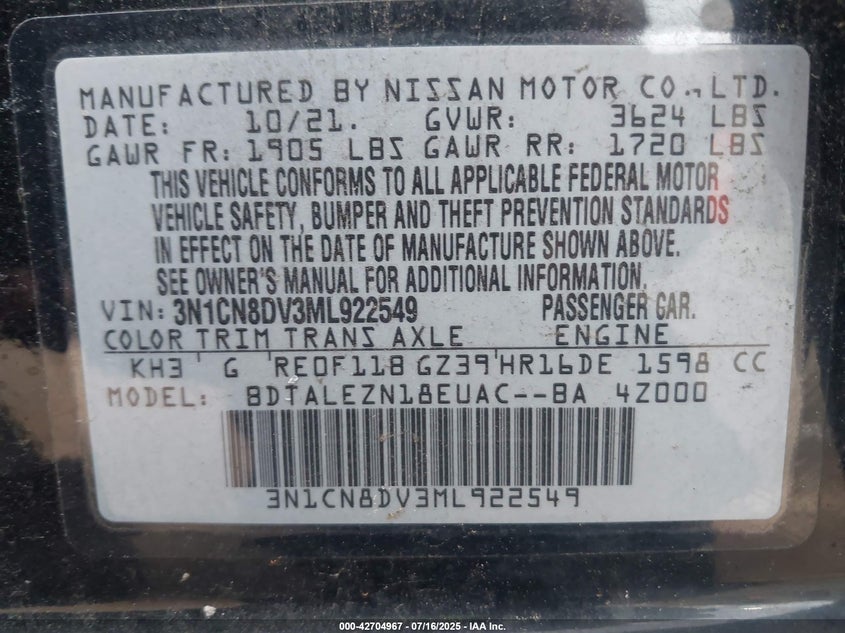 MANUFACTURED BY NISSAN MOTOR CO., LTD.
DATE: 10/21. GVWR: 3624 LBS
GAWR FR: 1905 LBS GAWR RR: 1720 LBS
THIS VEHICLE CONFORMS TO ALL APPLICABLE FEDERAL MOTOR
VEHICLE SAFETY, BUMPER AND THEFT PREVENTION STANDARDS
IN EFFECT ON THE DATE OF MANUFACTURE SHOWN ABOVE.
SEE OWNER'S MANUAL FOR ADDITIONAL INFORMATION.
VIN: 3N1CN8DV3ML922549 PASSENGER CAR.
COLOR TRIM TRANS AXLE ENGINE
KH3 ' G ' RE0F11B GZ39 ' HR16DE 1598 CC
MODEL: BDTALEZN18EUAC--BA 4Z000
3N1CN8DV3ML922549
000-42704967 - 07/16/2025 - IAA Inc.